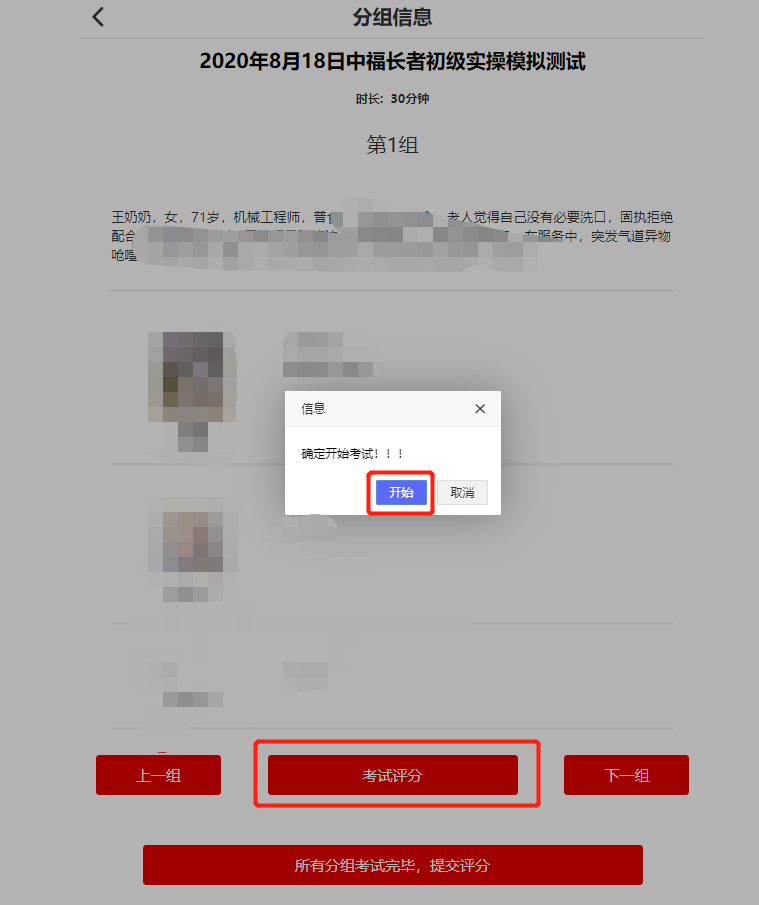 分组信息
2020年8月18日中福长者初级实操模拟测试
时长：30分钟
第1组
王奶奶，女，71岁，机械工程师，普食 老人觉得自己没有必要洗口，固执拒绝
配合 在服务中，突发气道异物
呛噎
信息
确定开始考试！！！
开始
取消
上一组
考试评分
下一组
所有分组考试完毕，提交评分